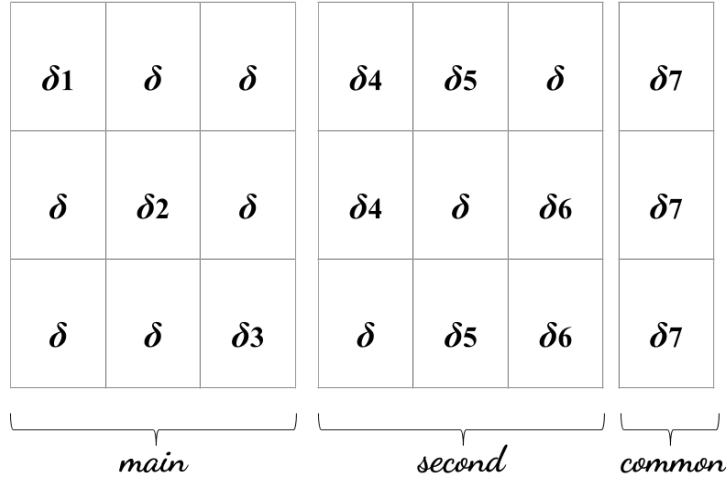 δ1 δ δ δ4 δ5 δ δ7
δ δ2 δ δ4 δ δ6 δ7
δ δ δ3 δ δ5 δ6 δ7
main second common